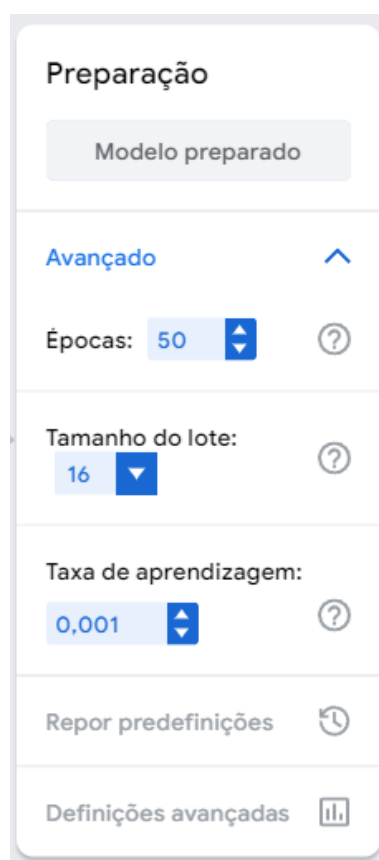 Preparação
Modelo preparado
Avançado
Épocas: 50
Tamanho do lote:
16
Taxa de aprendizagem:
0,001
Repor predefinições
Definições avançadas